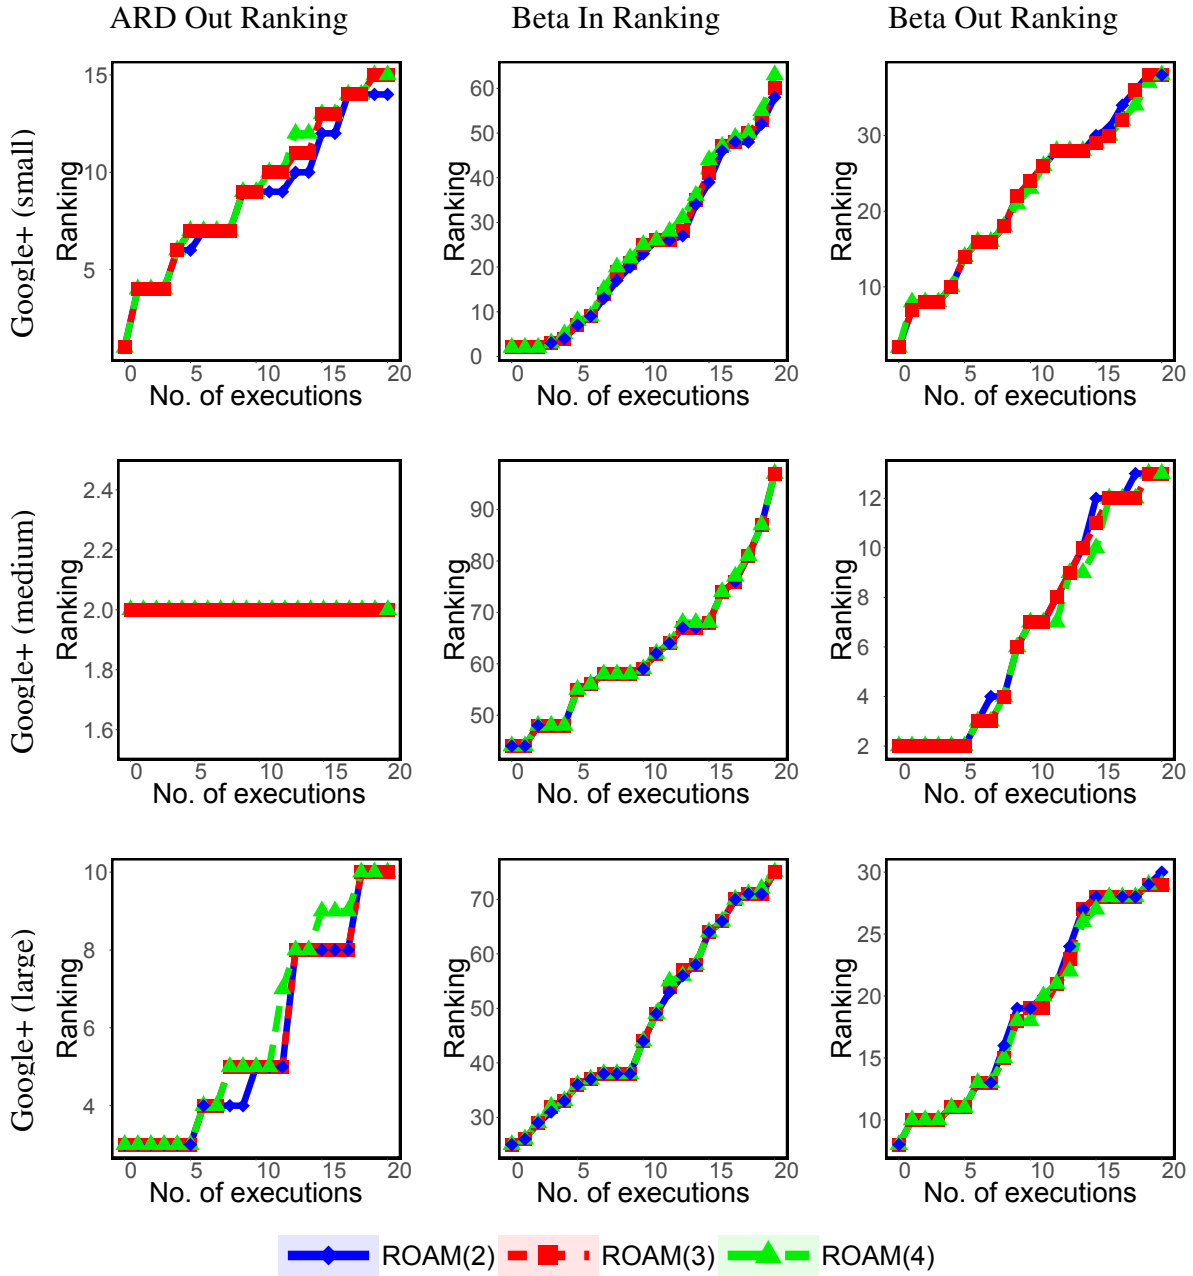 ARD Out Ranking
Beta In Ranking
Beta Out Ranking
Google+ (small)
Ranking
15
10
5
0 5 10 15 20
No. of executions
Ranking
60
50
40
30
20
10
0
0 5 10 15 20
No. of executions
Ranking
30
20
10
0 5 10 15 20
No. of executions
Google+ (medium)
Ranking
2.4
2.2
2.0
1.8
1.6
0 5 10 15 20
No. of executions
Ranking
90
80
70
60
50
0 5 10 15 20
No. of executions
Ranking
12
10
8
6
4
2
0 5 10 15 20
No. of executions
Google+ (large)
Ranking
10
8
6
4
0 5 10 15 20
No. of executions
Ranking
70
60
50
40
30
0 5 10 15 20
No. of executions
Ranking
30
25
20
15
10
0 5 10 15 20
No. of executions
ROAM(2) ROAM(3) ROAM(4)